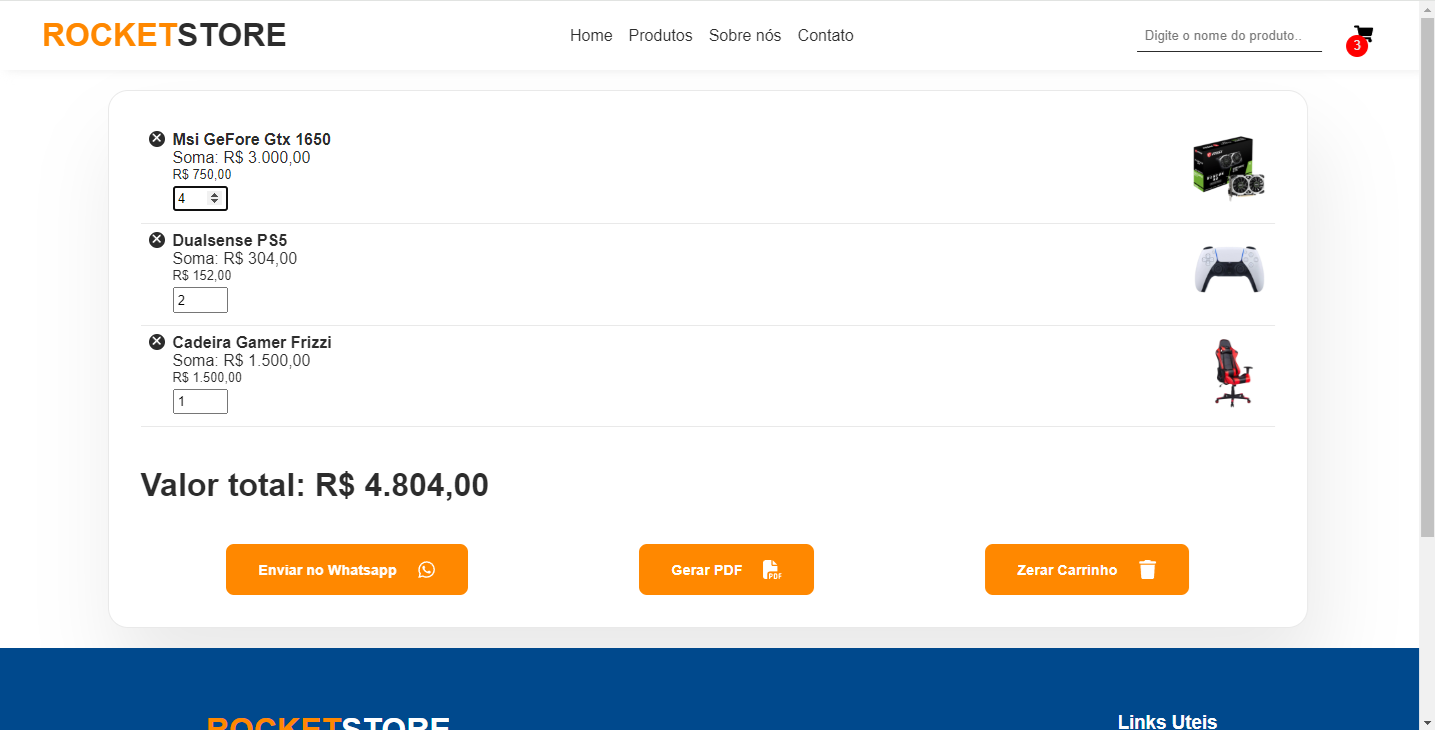 ROCKETSTORE
Home Produtos Sobre nós Contato
Digite o nome do produto..
3
Msi GeFore Gtx 1650
Soma: R$ 3.000,00
R$ 750,00
4
Dualsense PS5
Soma: R$ 304,00
R$ 152,00
2
Cadeira Gamer Frizzi
Soma: R$ 1.500,00
R$ 1.500,00
1
Valor total: R$ 4.804,00
Enviar no Whatsapp
Gerar PDF
PDF
Zerar Carrinho
ROCKETSTORE
Links Uteis